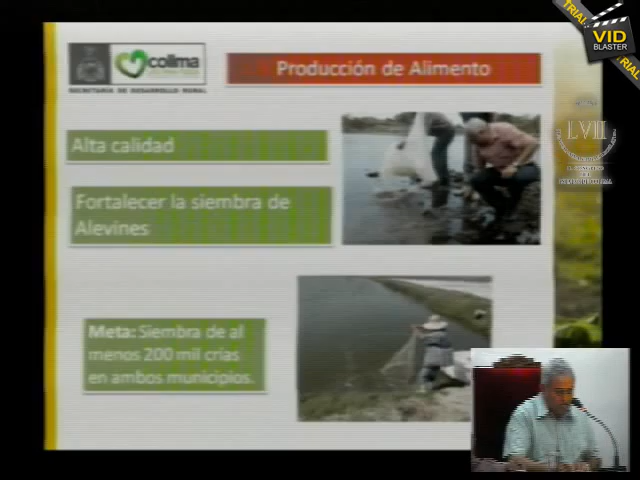 TRIAL
VID
BLASTER
TRIAL
colima
SECRETARÍA DE DESARROLLO RURAL
Producción de Alimento
LVII
Alta calidad
Fortalecer la siembra de
Alevines
Meta: Siembra de al
menos 200 mil crías
en ambos municipios.